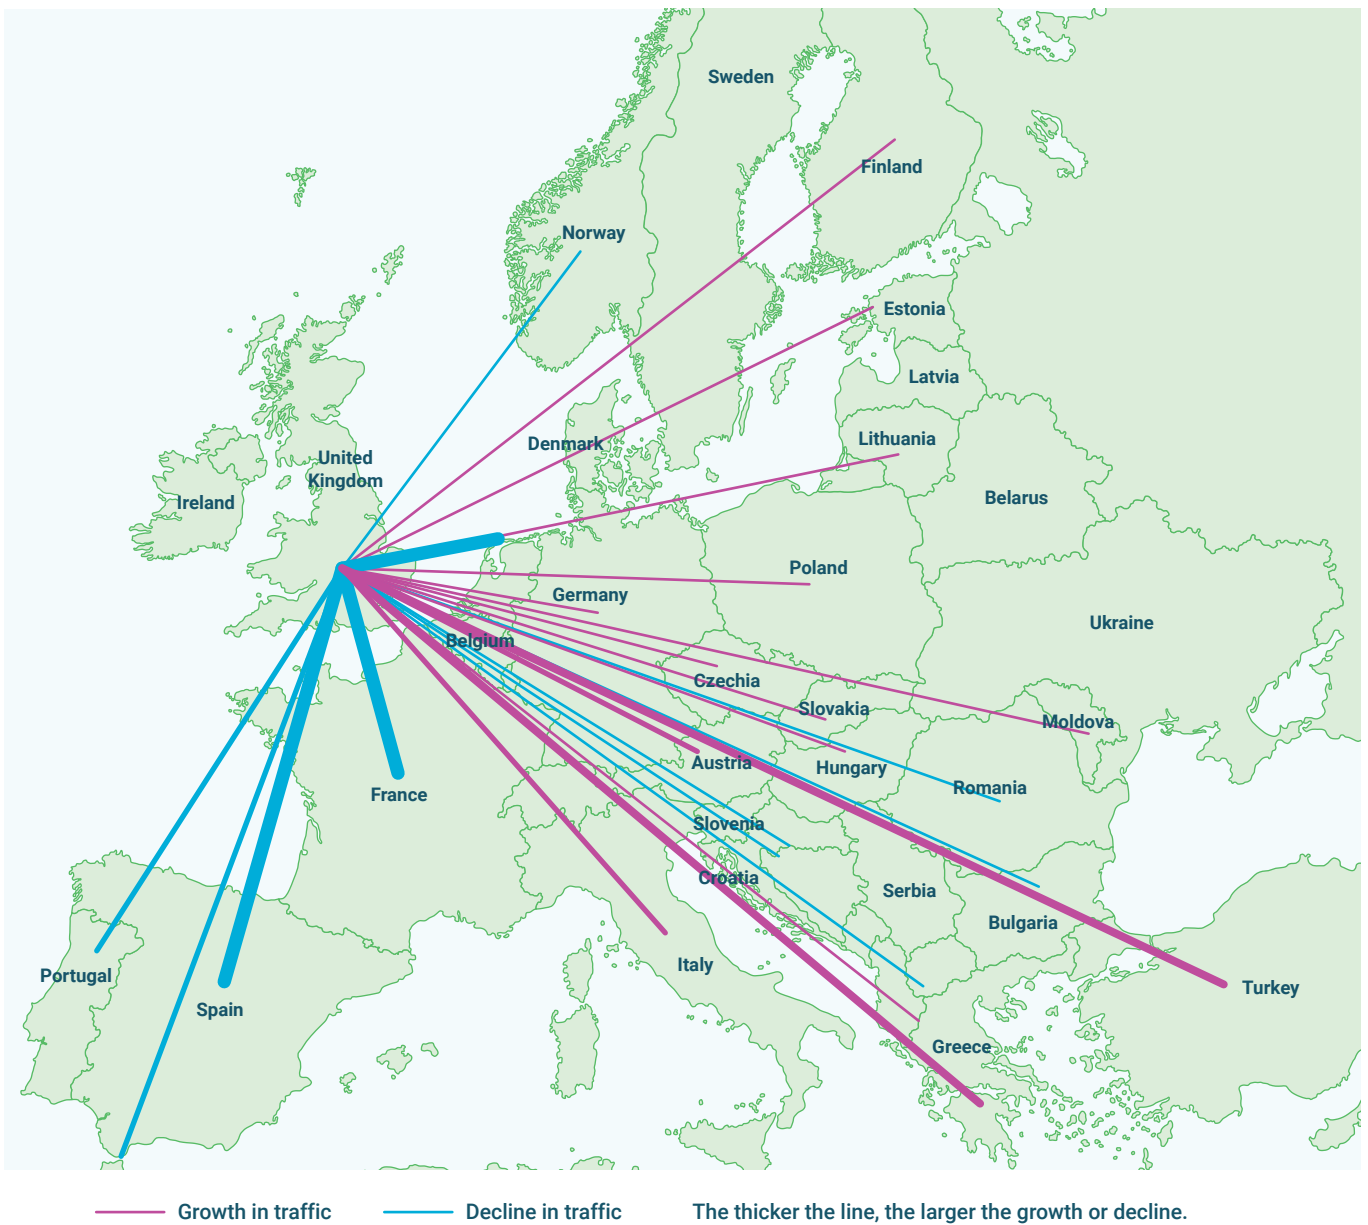 Sweden
Finland
Norway
Estonia
Latvia
Denmark
Lithuania
United
Kingdom
Ireland
Belarus
Poland
Germany
Ukraine
Belgium
Czechia
Slovakia
Moldova
Austria
Hungary
France
Romania
Slovenia
Croatia
Serbia
Bulgaria
Portugal
Italy
Turkey
Spain
Greece
Growth in traffic
Decline in traffic
The thicker the line, the larger the growth or decline.